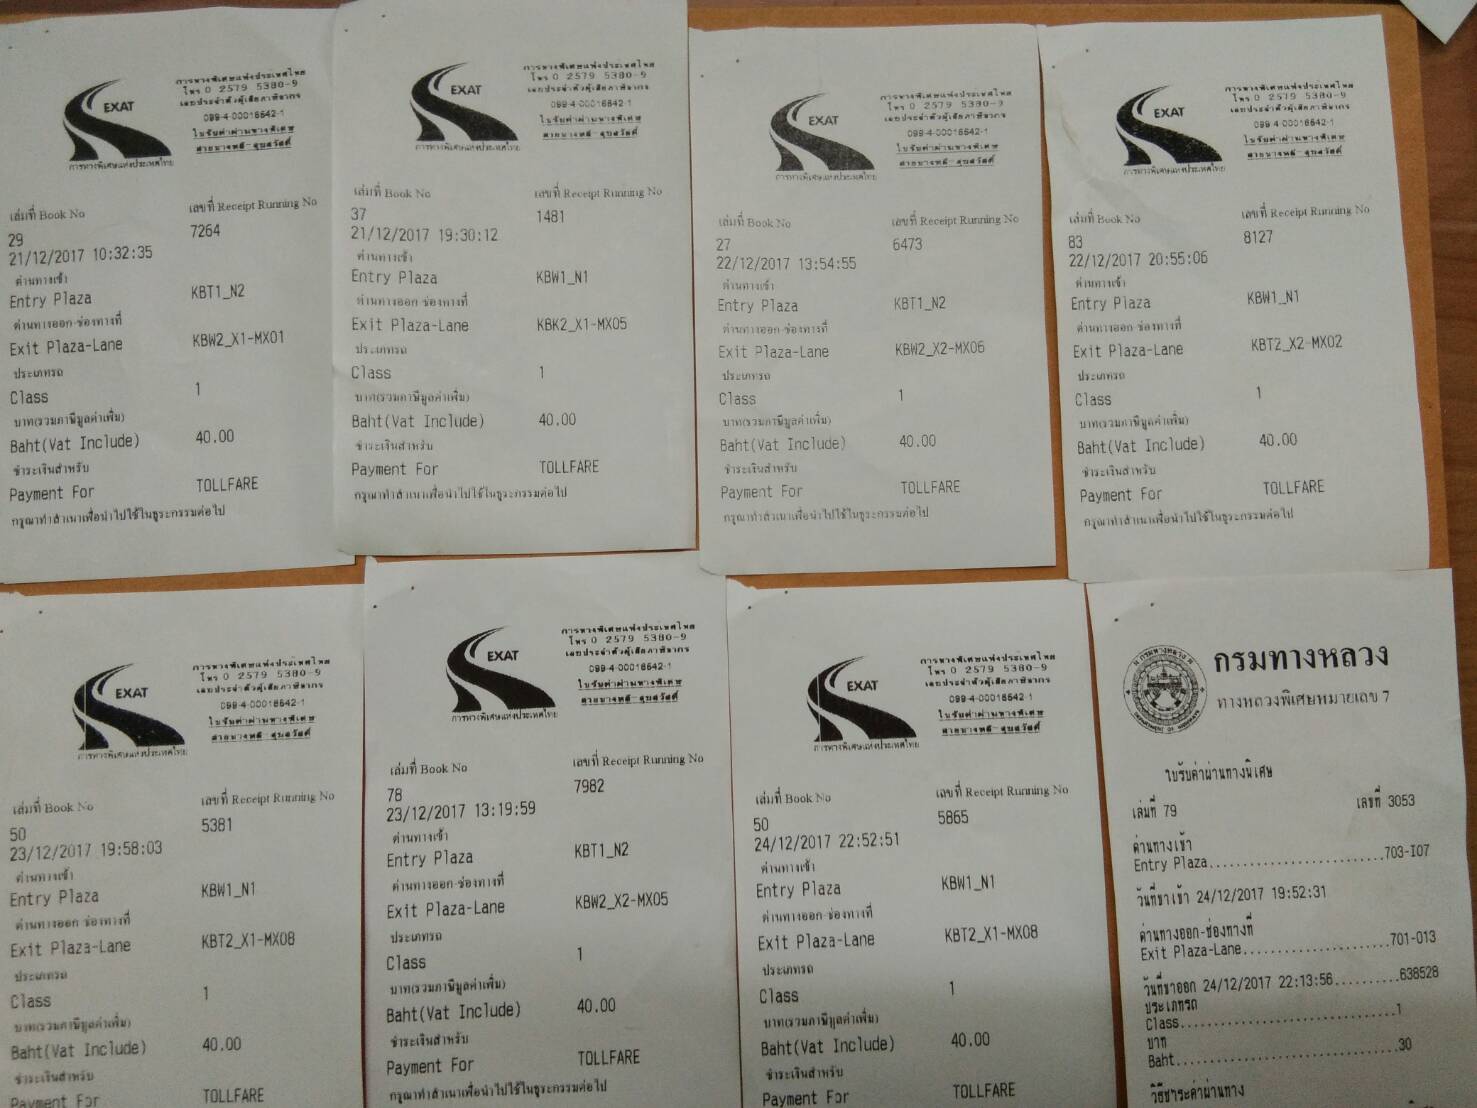 EXAT
การทางพิเศษแห่งประเทศไทย
การทางพิเศษแห่งประเทศไทย
โทร 0 2579 5380-9
เลขประจำตัวผู้เสียภาษีอากร
099-4-00016542-1
ใบรับค่าผ่านทางพิเศษ
สายบางพลี-สุขสวัสดิ์
เล่มที่ Book No เลขที่ Receipt Running No
29 7264
21/12/2017 10:32:35
ด่านทางเข้า
Entry Plaza KBT1_N2
ด่านทางออก-ช่องทางที่
Exit Plaza-Lane KBW2_X1-MX01
ประเภทรถ
Class 1
บาท(รวมภาษีมูลค่าเพิ่ม)
Baht(Vat Include) 40.00
ชำระเงินสำหรับ
Payment For TOLLFARE
กรุณาทำสำเนาเพื่อนำไปใช้ในธุระกรรมต่อไป
EXAT
การทางพิเศษแห่งประเทศไทย
การทางพิเศษแห่งประเทศไทย
โทร 0 2579 5380-9
เลขประจำตัวผู้เสียภาษีอากร
099-4-00016542-1
ใบรับค่าผ่านทางพิเศษ
สายบางพลี-สุขสวัสดิ์
เล่มที่ Book No เลขที่ Receipt Running No
37 1481
21/12/2017 19:30:12
ด่านทางเข้า
Entry Plaza KBW1_N1
ด่านทางออก-ช่องทางที่
Exit Plaza-Lane KBK2_X1-MX05
ประเภทรถ
Class 1
บาท(รวมภาษีมูลค่าเพิ่ม)
Baht(Vat Include) 40.00
ชำระเงินสำหรับ
Payment For TOLLFARE
กรุณาทำสำเนาเพื่อนำไปใช้ในธุระกรรมต่อไป
EXAT
การทางพิเศษแห่งประเทศไทย
การทางพิเศษแห่งประเทศไทย
โทร 0 2579 5380-9
เลขประจำตัวผู้เสียภาษีอากร
099-4-00016542-1
ใบรับค่าผ่านทางพิเศษ
สายบางพลี-สุขสวัสดิ์
เล่มที่ Book No เลขที่ Receipt Running No
27 6473
22/12/2017 13:54:55
ด่านทางเข้า
Entry Plaza KBT1_N2
ด่านทางออก-ช่องทางที่
Exit Plaza-Lane KBW2_X2-MX06
ประเภทรถ
Class 1
บาท(รวมภาษีมูลค่าเพิ่ม)
Baht(Vat Include) 40.00
ชำระเงินสำหรับ
Payment For TOLLFARE
กรุณาทำสำเนาเพื่อนำไปใช้ในธุระกรรมต่อไป
EXAT
การทางพิเศษแห่งประเทศไทย
การทางพิเศษแห่งประเทศไทย
โทร 0 2579 5380-9
เลขประจำตัวผู้เสียภาษีอากร
099-4-00016542-1
ใบรับค่าผ่านทางพิเศษ
สายบางพลี-สุขสวัสดิ์
เล่มที่ Book No เลขที่ Receipt Running No
83 8127
22/12/2017 20:55:06
ด่านทางเข้า
Entry Plaza KBW1_N1
ด่านทางออก-ช่องทางที่
Exit Plaza-Lane KBT2_X2-MX02
ประเภทรถ
Class 1
บาท(รวมภาษีมูลค่าเพิ่ม)
Baht(Vat Include) 40.00
ชำระเงินสำหรับ
Payment For TOLLFARE
กรุณาทำสำเนาเพื่อนำไปใช้ในธุระกรรมต่อไป
EXAT
การทางพิเศษแห่งประเทศไทย
การทางพิเศษแห่งประเทศไทย
โทร 0 2579 5380-9
เลขประจำตัวผู้เสียภาษีอากร
099-4-00016542-1
ใบรับค่าผ่านทางพิเศษ
สายบางพลี-สุขสวัสดิ์
เล่มที่ Book No เลขที่ Receipt Running No
50 5381
23/12/2017 19:58:03
ด่านทางเข้า
Entry Plaza KBW1_N1
ด่านทางออก-ช่องทางที่
Exit Plaza-Lane KBT2_X1-MX08
ประเภทรถ
Class 1
บาท(รวมภาษีมูลค่าเพิ่ม)
Baht(Vat Include) 40.00
ชำระเงินสำหรับ
Payment For TOLLFARE
EXAT
การทางพิเศษแห่งประเทศไทย
การทางพิเศษแห่งประเทศไทย
โทร 0 2579 5380-9
เลขประจำตัวผู้เสียภาษีอากร
099-4-00016542-1
ใบรับค่าผ่านทางพิเศษ
สายบางพลี-สุขสวัสดิ์
เล่มที่ Book No เลขที่ Receipt Running No
78 7982
23/12/2017 13:19:59
ด่านทางเข้า
Entry Plaza KBT1_N2
ด่านทางออก-ช่องทางที่
Exit Plaza-Lane KBW2_X2-MX05
ประเภทรถ
Class 1
บาท(รวมภาษีมูลค่าเพิ่ม)
Baht(Vat Include) 40.00
ชำระเงินสำหรับ
Payment For TOLLFARE
กรุณาทำสำเนาเพื่อนำไปใช้ในธุระกรรมต่อไป
EXAT
การทางพิเศษแห่งประเทศไทย
การทางพิเศษแห่งประเทศไทย
โทร 0 2579 5380-9
เลขประจำตัวผู้เสียภาษีอากร
099-4-00016542-1
ใบรับค่าผ่านทางพิเศษ
สายบางพลี-สุขสวัสดิ์
เล่มที่ Book No เลขที่ Receipt Running No
50 5865
24/12/2017 22:52:51
ด่านทางเข้า
Entry Plaza KBW1_N1
ด่านทางออก-ช่องทางที่
Exit Plaza-Lane KBT2_X1-MX08
ประเภทรถ
Class 1
บาท(รวมภาษีมูลค่าเพิ่ม)
Baht(Vat Include) 40.00
ชำระเงินสำหรับ
Payment For TOLLFARE
กรมทางหลวง
ทางหลวงพิเศษหมายเลข 7
ใบรับค่าผ่านทางพิเศษ
เล่มที่ 79 เลขที่ 3053
ด่านทางเข้า
Entry Plaza........................703-I07
วันที่ขาเข้า 24/12/2017 19:52:31
ด่านทางออก-ช่องทางที่
Exit Plaza-Lane....................701-013
วันที่ขาออก 24/12/2017 22:13:56..........638528
ประเภทรถ
Class..............................1
บาท
Baht...............................30
วิธีชำระค่าผ่านทาง